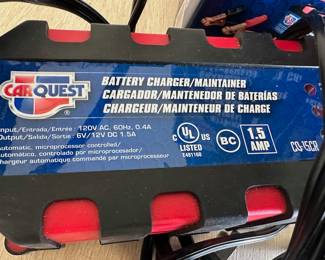 CARQUEST
®
BATTERY CHARGER/MAINTAINER
CARGADOR/MANTENEDOR DE BATERÍAS
CHARGEUR/MAINTENEUR DE CHARGE
Input/Entrada/Entrée : 120V AC, 60Hz, 0.4A
Output/Salida/Sortie : 6V/12V DC 1.5A
Automatic, microprocessor controlled/
Automático, controlado por microprocesador/
Chargeur automatique commandé par microprocesseur
C UL US
LISTED
E491160
BC
1.5
AMP